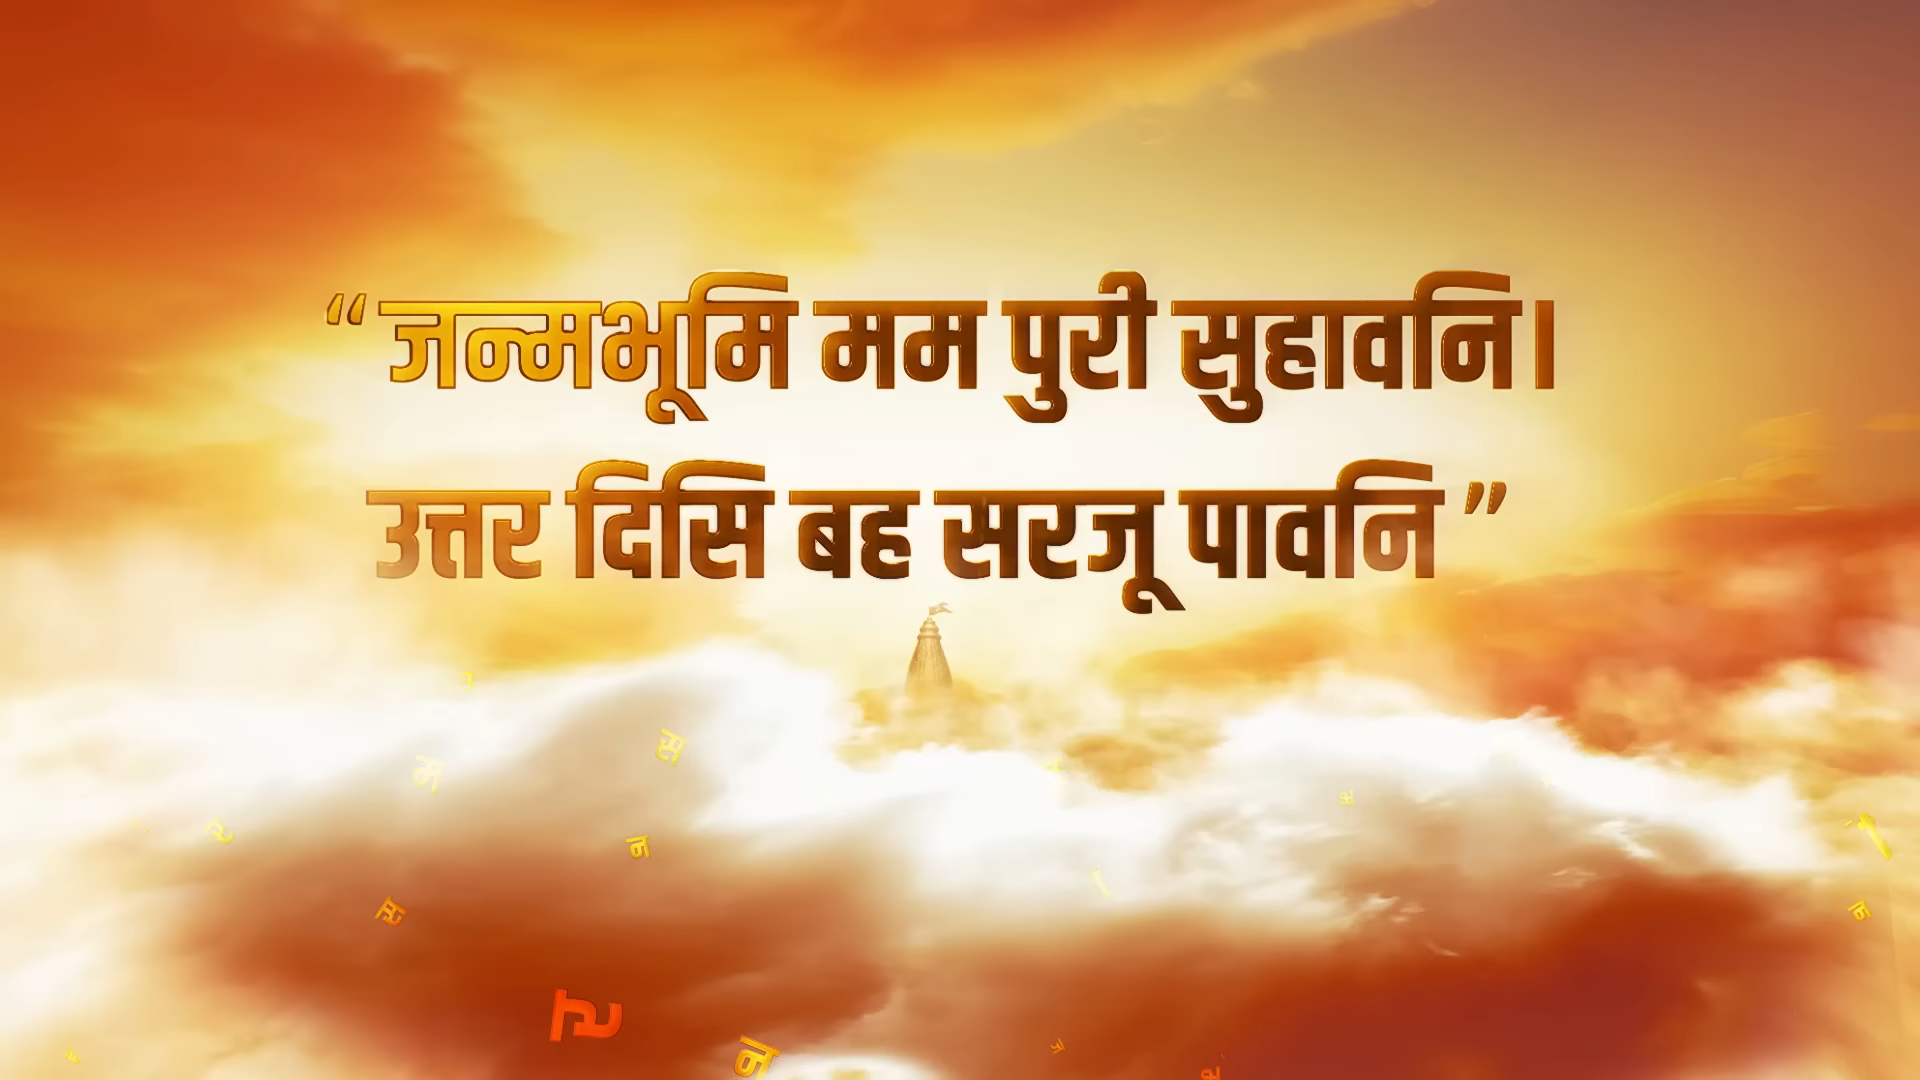 “जन्मभूमि मम पुरी सुहावनि।
उत्तर दिसि बह सरजू पावनि”